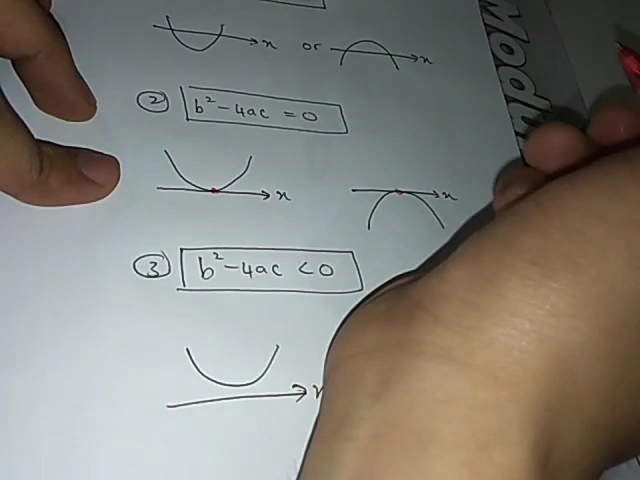 x or x
② b² - 4ac = 0
x x
③ b² - 4ac < 0